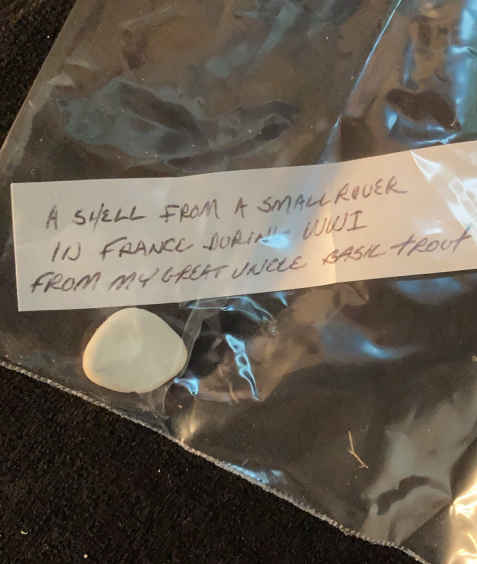 A SHELL FROM A SMALL RIVER
IN FRANCE DURING WWI
FROM MY GREAT UNCLE BASIL TROUT